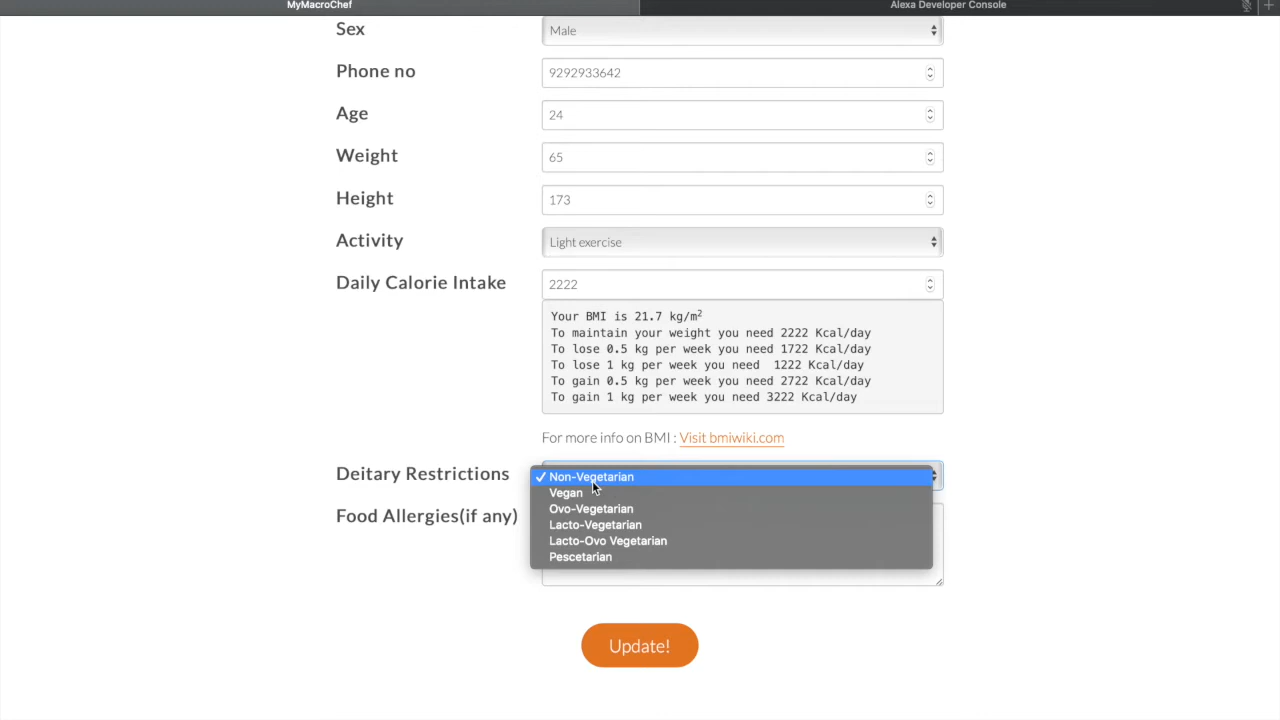 MyMacroChef Alexa Developer Console
Sex Male
Phone no 9292933642
Age 24
Weight 65
Height 173
Activity Light exercise
Daily Calorie Intake 2222
Your BMI is 21.7 kg/m²
To maintain your weight you need 2222 Kcal/day
To lose 0.5 kg per week you need 1722 Kcal/day
To lose 1 kg per week you need 1222 Kcal/day
To gain 0.5 kg per week you need 2722 Kcal/day
To gain 1 kg per week you need 3222 Kcal/day
For more info on BMI : Visit bmiwiki.com
Deitary Restrictions ✓ Non-Vegetarian
Vegan
Ovo-Vegetarian
Food Allergies(if any) Lacto-Vegetarian
Lacto-Ovo Vegetarian
Pescetarian
Update!